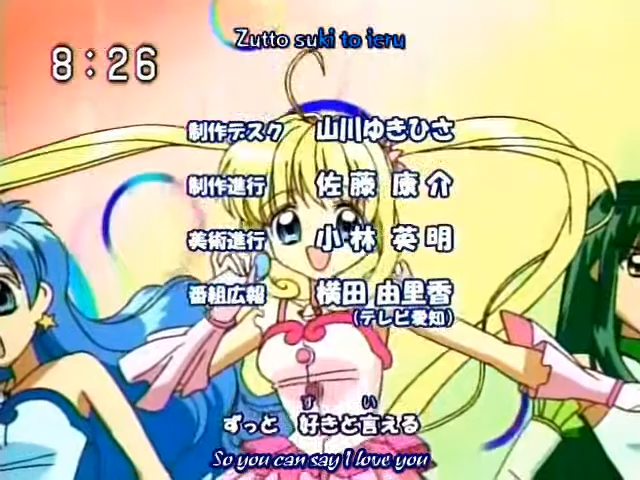 Zutto suki to ieru
8:26
制作デスク 山川ゆきひさ
制作進行 佐藤 康介
美術進行 小林 英明
番組広報 横田 由里香
(テレビ愛知)
す い
ずっと 好きと言える
So you can say I love you